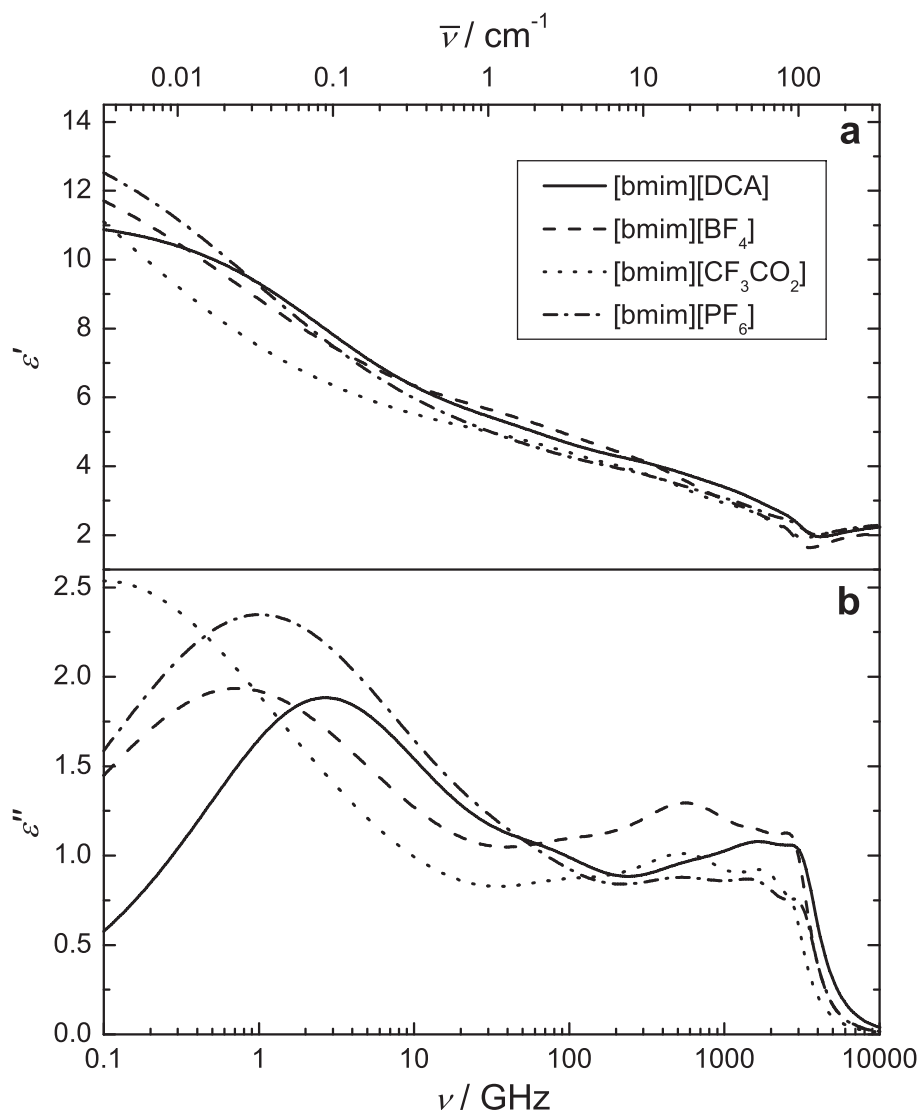 ν̅ / cm⁻¹
0.01 0.1 1 10 100
14
12
10
8
6
4
2
ε'
a
[bmim][DCA]
[bmim][BF₄]
[bmim][CF₃CO₂]
[bmim][PF₆]
2.5
2.0
1.5
1.0
0.5
0.0
ε''
b
0.1 1 10 100 1000 10000
ν / GHz